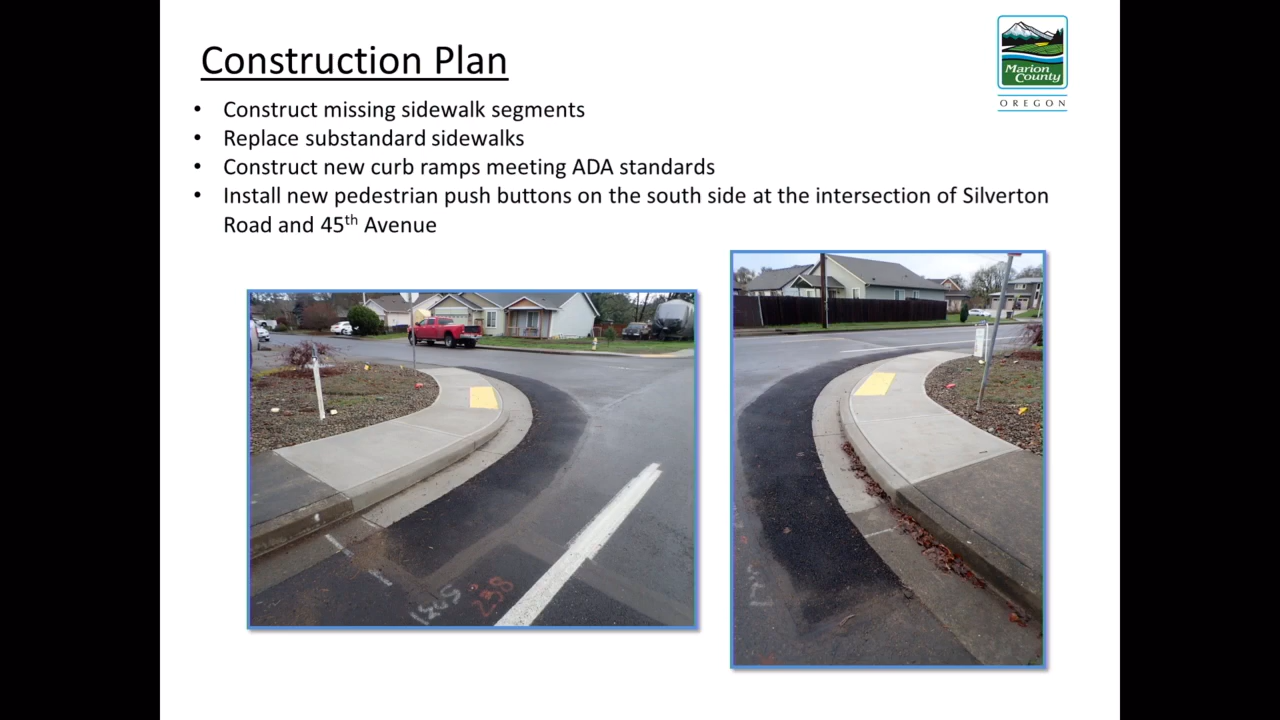 Construction Plan
Marion
County
OREGON
• Construct missing sidewalk segments
• Replace substandard sidewalks
• Construct new curb ramps meeting ADA standards
• Install new pedestrian push buttons on the south side at the intersection of Silverton
Road and 45th Avenue
238